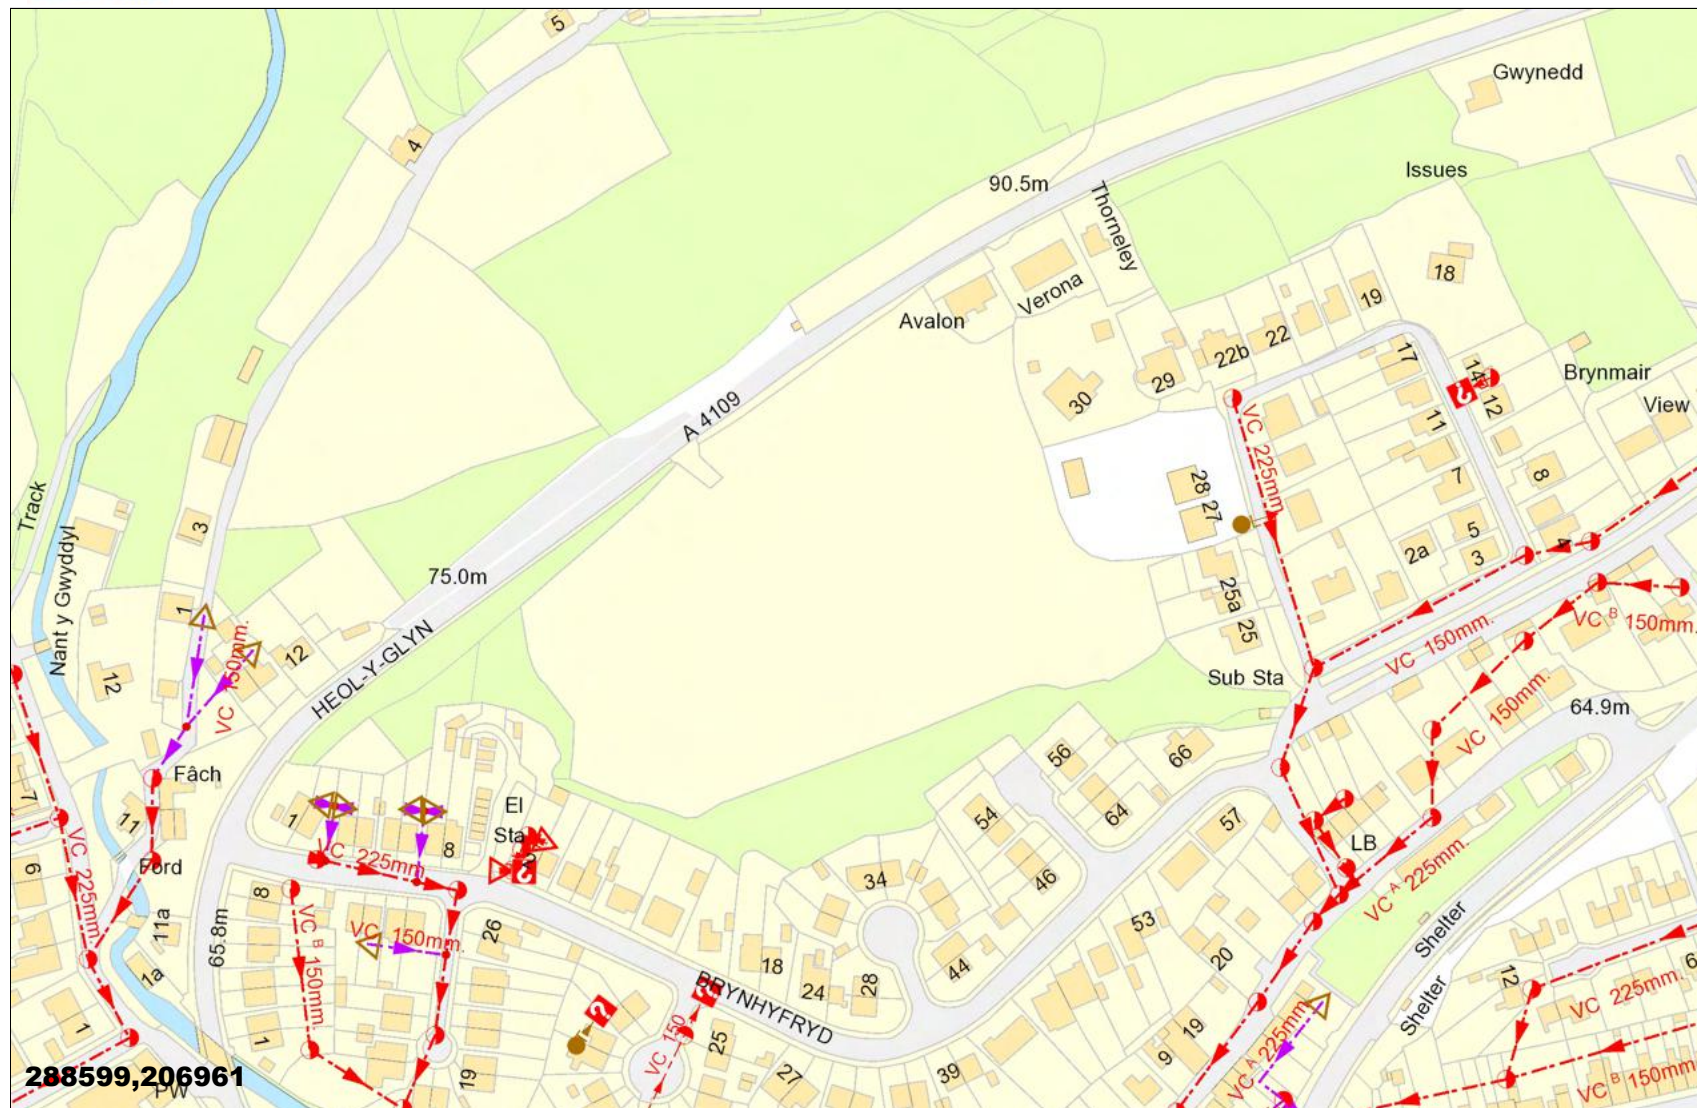 5
Gwynedd
4
Issues
90.5m
Thorneley
18
Verona
19
Avalon
22
22b
17
29
14
12
Brynmair
30
View
A 4109
VC 225mm
11
28
27
7
8
Track
3
5
2a
3
4
75.0m
25a
25
Nant y Gwyddyl
1
VC 150mm.
12
12
HEOL-Y-GLYN
Sub Sta
VC 150mm.
VC B 150mm.
VC 150mm.
64.9m
Fâch
56
66
7
11
1
El
Sta
54
64
57
LB
8
VC 225mm
Ford
VC 225mm.
VC A 225mm.
6
8
34
46
11a
65.8m
VC 150mm.
26
53
20
Shelter
Shelter
1a
VC B 150mm.
18
24
28
44
12
6
BRYNHYFRYD
VC 225mm.
1
1
VC 150
25
19
9
VC A 225mm
19
27
39
VC B 150mm
288599,206961
PW